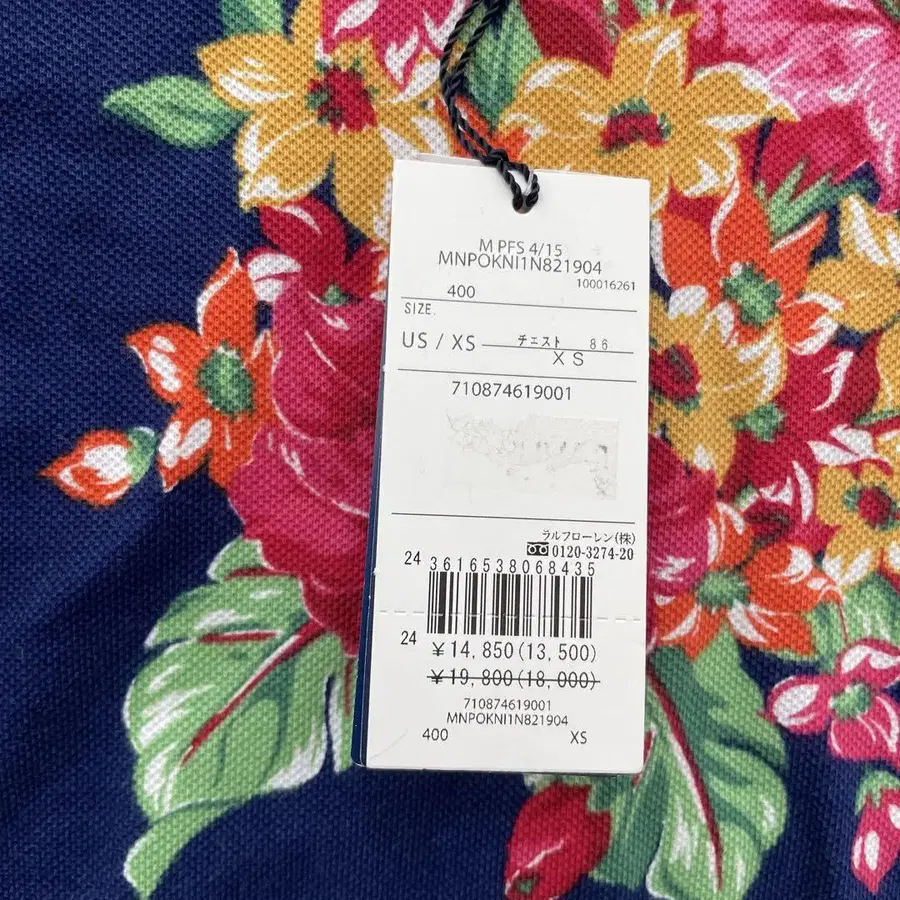 M PFS 4/15
MNPOKNI1N821904
100016261
400
SIZE.
US / XS チェスト 86
XS
710874619001
ラルフローレン(株)
0120-3274-20
24 3616538068435
24 ¥14,850(13,500)
¥19,800(18,000)
710874619001
MNPOKNI1N821904
400 XS